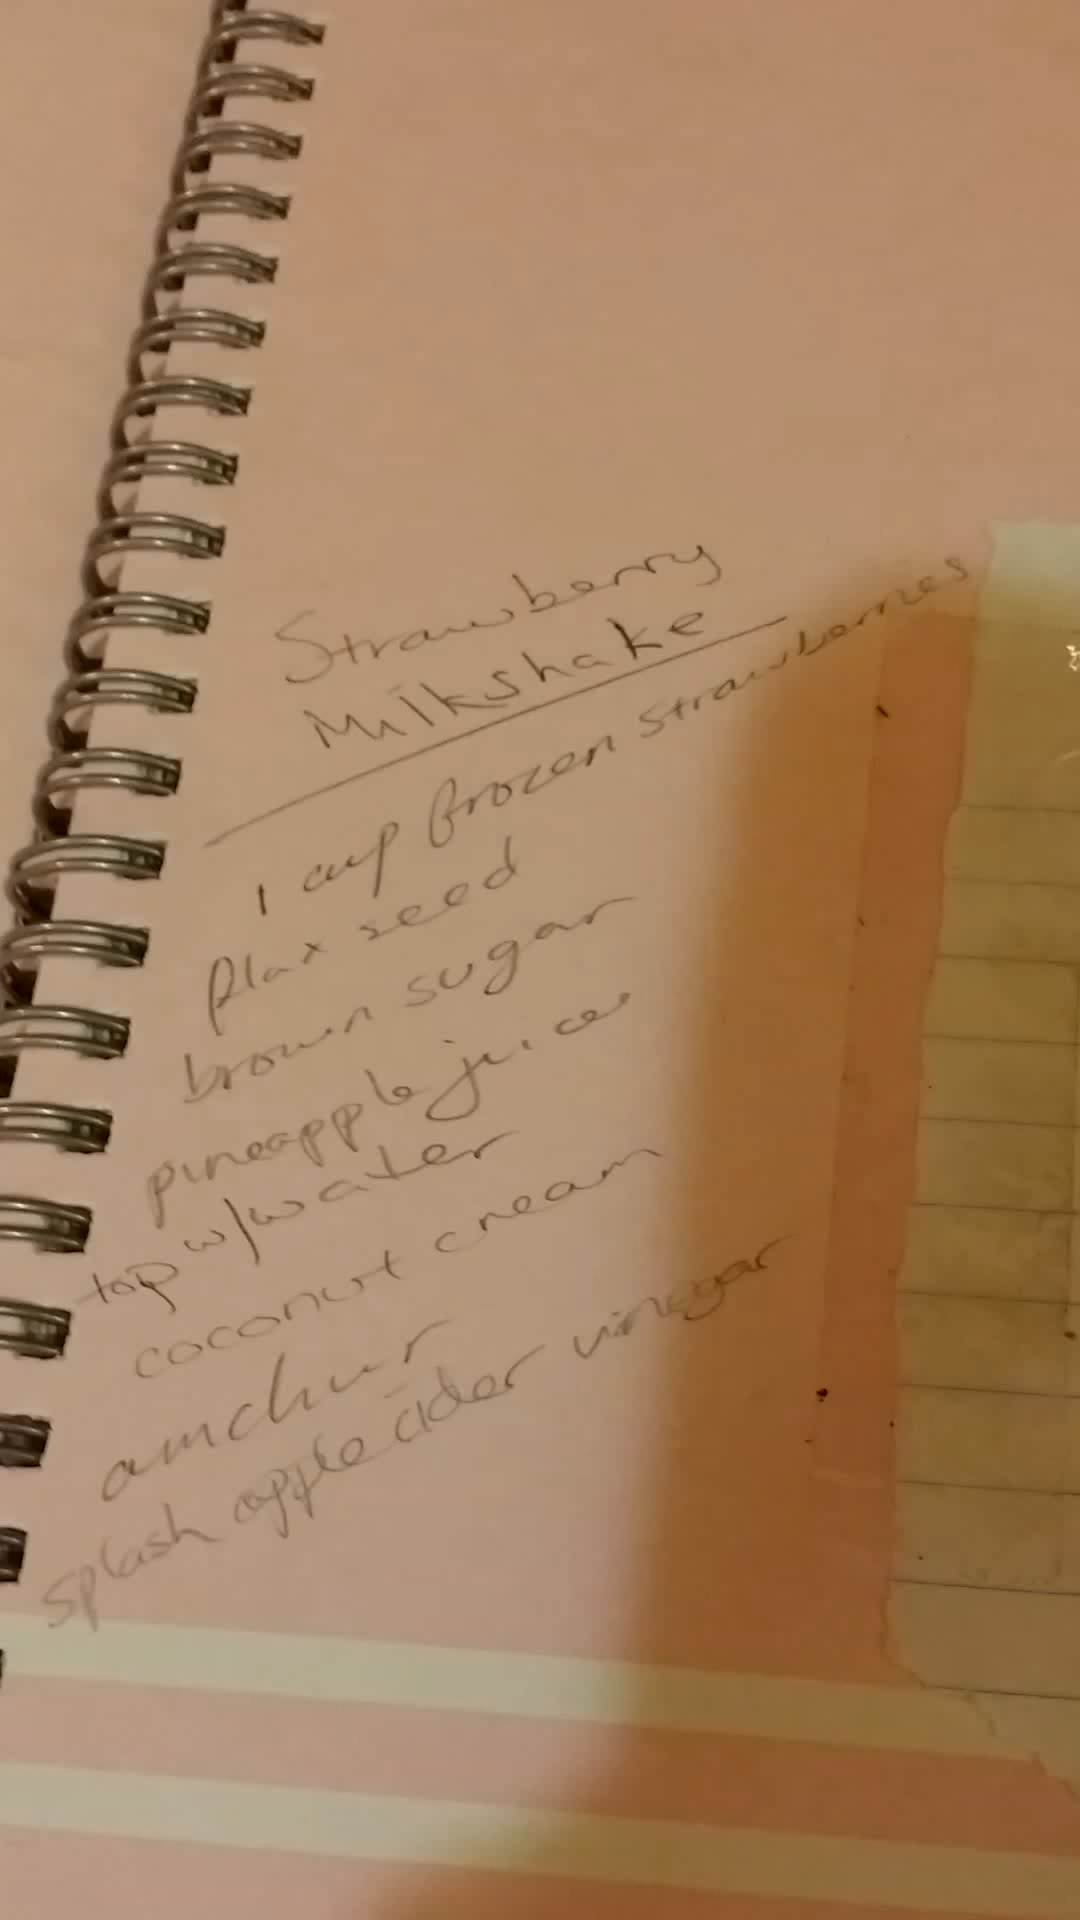 Strawberry
Milkshake
1 cup frozen strawberries
flax seed
brown sugar
pineapple juice
top w/water
coconut cream
amchur
splash apple cider vinegar